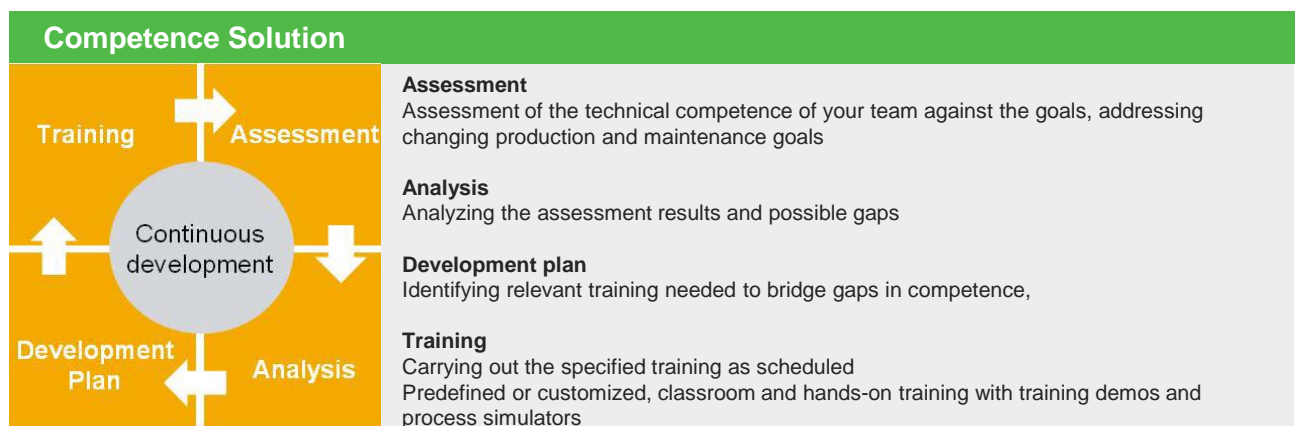 Competence Solution
Training
Assessment
Continuous
development
Development
Plan
Analysis
Assessment
Assessment of the technical competence of your team against the goals, addressing
changing production and maintenance goals
Analysis
Analyzing the assessment results and possible gaps
Development plan
Identifying relevant training needed to bridge gaps in competence,
Training
Carrying out the specified training as scheduled
Predefined or customized, classroom and hands-on training with training demos and
process simulators